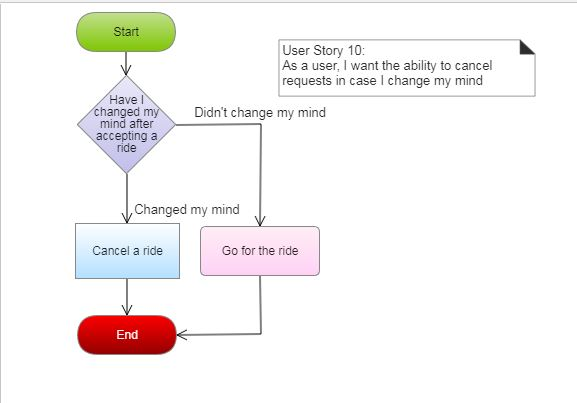 Start
User Story 10:
As a user, I want the ability to cancel
requests in case I change my mind
Have I
changed my
mind after
accepting a
ride
Didn't change my mind
Changed my mind
Cancel a ride
Go for the ride
End